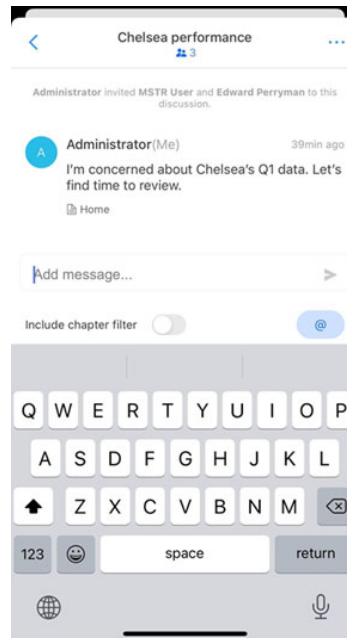 Chelsea performance
3
Administrator invited MSTR User and Edward Perryman to this
discussion.
A
Administrator(Me)
39min ago
I'm concerned about Chelsea's Q1 data. Let's
find time to review.
Home
Add message...
Include chapter filter
@
Q W E R T Y U I O P
A S D F G H J K L
Z X C V B N M
123
space
return